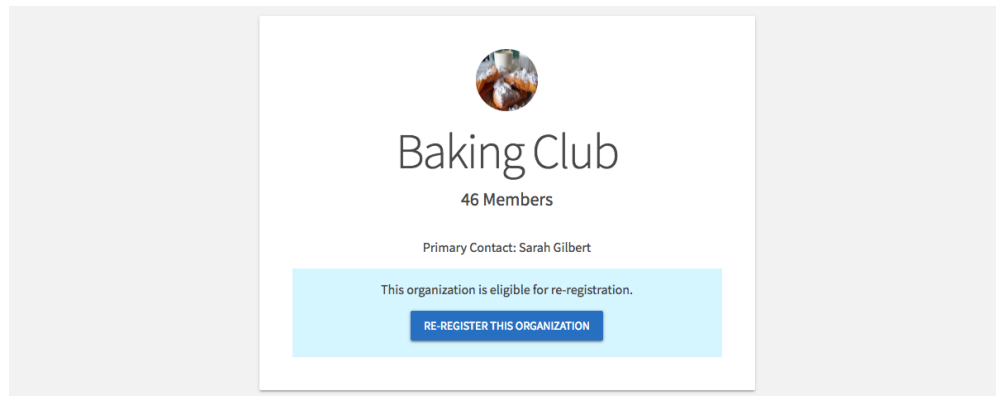 Baking Club
46 Members
Primary Contact: Sarah Gilbert
This organization is eligible for re-registration.
RE-REGISTER THIS ORGANIZATION